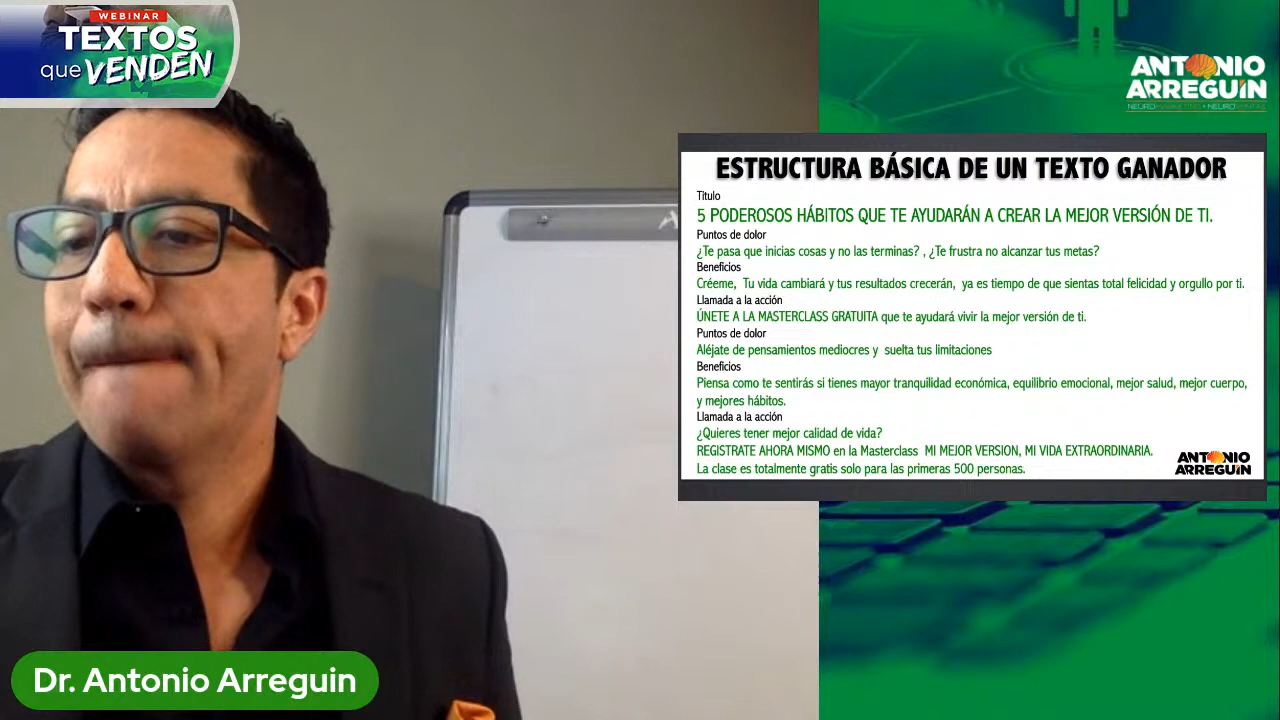 WEBINAR
TEXTOS
que VENDEN
ANTONIO
ARREGUIN
NEUROMARKETING + NEUROVENTAS
ESTRUCTURA BÁSICA DE UN TEXTO GANADOR
Titulo
5 PODEROSOS HÁBITOS QUE TE AYUDARÁN A CREAR LA MEJOR VERSIÓN DE TI.
Puntos de dolor
¿Te pasa que inicias cosas y no las terminas? , ¿Te frustra no alcanzar tus metas?
Beneficios
Créeme, Tu vida cambiará y tus resultados crecerán, ya es tiempo de que sientas total felicidad y orgullo por ti.
Llamada a la acción
ÚNETE A LA MASTERCLASS GRATUITA que te ayudará vivir la mejor versión de ti.
Puntos de dolor
Aléjate de pensamientos mediocres y suelta tus limitaciones
Beneficios
Piensa como te sentirás si tienes mayor tranquilidad económica, equilibrio emocional, mejor salud, mejor cuerpo,
y mejores hábitos.
Llamada a la acción
¿Quieres tener mejor calidad de vida?
REGISTRATE AHORA MISMO en la Masterclass MI MEJOR VERSION, MI VIDA EXTRAORDINARIA.
La clase es totalmente gratis solo para las primeras 500 personas.
ANTONIO
ARREGUIN
Dr. Antonio Arreguin